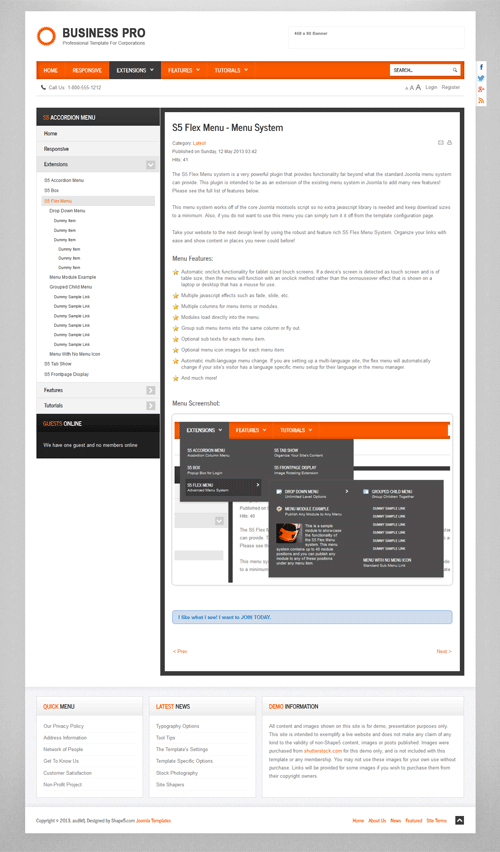 BUSINESS PRO
Professional Template For Corporations
468 x 60 Banner
HOME RESPONSIVE EXTENSIONS FEATURES TUTORIALS
SEARCH...
Call Us: 1-800-555-1212
A A A Login Register
S5 ACCORDION MENU
Home
Responsive
Extensions
S5 Accordion Menu
S5 Box
S5 Flex Menu
Drop Down Menu
Dummy Item
Dummy Item
Dummy Item
Dummy Item
Dummy Item
Menu Module Example
Grouped Child Menu
Dummy Sample Link
Dummy Sample Link
Dummy Sample Link
Dummy Sample Link
Dummy Sample Link
Menu With No Menu Icon
S5 Tab Show
S5 Frontpage Display
Features
Tutorials
GUESTS ONLINE
We have one guest and no members online
S5 Flex Menu - Menu System
Category: Latest
Published on Sunday, 12 May 2013 03:42
Hits: 41
The S5 Flex Menu system is a very powerful plugin that provides functionality far beyond what the standard Joomla menu system
can provide. This plugin is intended to be as an extension of the existing menu system in Joomla to add many new features!
Please see the full list of features below.
This menu system works off of the core Joomla mootools script so no extra javascript library is needed and keep download sizes
to a minimum. Also, if you do not want to use this menu you can simply turn it it off from the template configuration page.
Take your website to the next design level by using the robust and feature rich S5 Flex Menu System. Organize your links with
ease and show content in places you never could before!
Menu Features:
Automatic onclick functionality for tablet sized touch screens. If a device's screen is detected as touch screen and is of
table size, then the menu will function with an onclick method rather than the onmouseover effect that is shown on a
laptop or desktop that has a mouse for use.
Multiple javascript effects such as fade, slide, etc.
Multiple columns for menu items or modules.
Modules load directly into the menu.
Group sub menu items into the same column or fly out.
Optional sub texts for each menu item.
Optional menu icon images for each menu item.
Automatic multi-language menu change. If you are setting up a multi-language site, the flex menu will automatically
change if your site's visitor has a language specific menu setup for their language in the menu manager.
And much more!
Menu Screenshot:
EXTENSIONS FEATURES TUTORIALS
S5 ACCORDION MENU
Accordion Column Menu
S5 TAB SHOW
Organize Your Site's Content
S5 BOX
Popup Box for Login
S5 FRONTPAGE DISPLAY
Image Rotating Extension
S5 FLEX MENU
Advanced Menu System
DROP DOWN MENU
Unlimited Level Options
GROUPED CHILD MENU
Group Children Together
MENU MODULE EXAMPLE
Publish Any Module to Any Menu
DUMMY SAMPLE LINK
DUMMY SAMPLE LINK
DUMMY SAMPLE LINK
DUMMY SAMPLE LINK
DUMMY SAMPLE LINK
This is a sample
module to showcase
the functionality of
the S5 Flex Menu
system. This menu
system contains up to 40 module
positions and you can publish any
module to any of these positions
under any menu item.
MENU WITH NO MENU ICON
Standard Sub Menu Link
Hits: 40
The S5 F
can prov
Please se
This menu
to a minim
I like what I see! I want to JOIN TODAY.
< Prev
Next >
QUICK MENU
Our Privacy Policy
Address Information
Network of People
Get To Know Us
Customer Satisfaction
Non-Profit Project
LATEST NEWS
Typography Options
Tool Tips
The Template's Settings
Template Specific Options
Stock Photography
Site Shapers
DEMO INFORMATION
All content and images shown on this site is for demo, presentation purposes only.
This site is intended to exemplify a live website and does not make any claim of any
kind to the validity of non-Shape5 content, images or posts published. Images were
purchased from shutterstock.com for this demo only, and is not included with this
template or any membership. You may not use these images for your own use without
purchase. Links will be provided for some images if you wish to purchase them from
their copyright owners.
Designed by Shape5.com Joomla Templates
Home About Us News Featured Site Terms